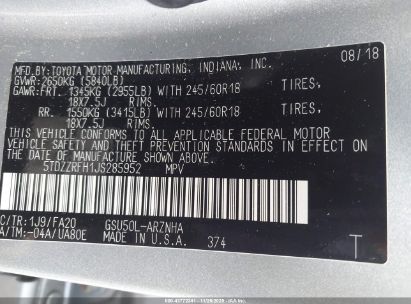 MFD.BY:TOYOTA MOTOR MANUFACTURING, INDIANA, INC. 08/18
GVWR:2650KG (5840LB)
GAWR:FRT. 1345KG (2955LB) WITH 245/60R18 TIRES,
18X7.5J RIMS,
RR. 1550KG (3415LB) WITH 245/60R18 TIRES,
18X7.5J RIMS,
THIS VEHICLE CONFORMS TO ALL APPLICABLE FEDERAL MOTOR
VEHICLE SAFETY STANDARDS IN EFFECT ON THE DATE OF
MANUFACTURE SHOWN ABOVE.
5TDZZRFH1JS285952 MPV
C/TR:1J9/FA20 GSU50L-ARZNHA
A/TM:-04A/UA80E MADE IN U.S.A. 374 T